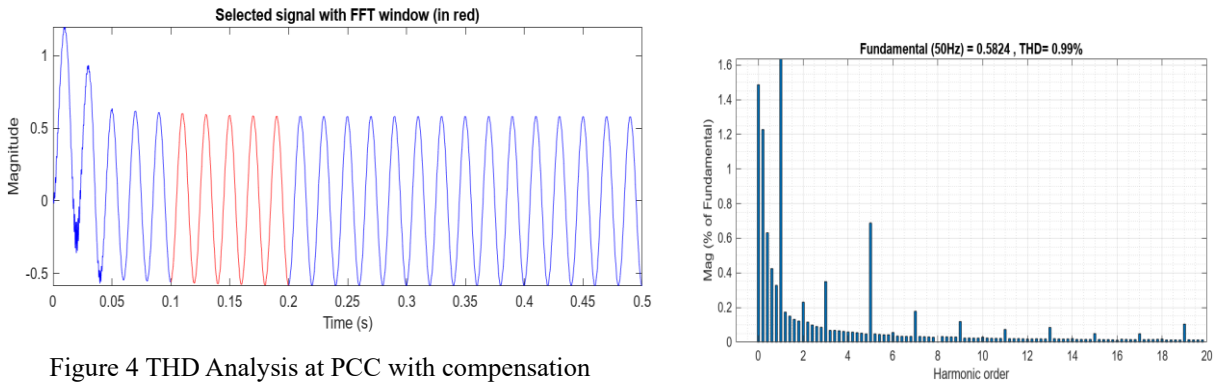 Selected signal with FFT window (in red)
Magnitude
1
0.5
0
-0.5
0 0.05 0.1 0.15 0.2 0.25 0.3 0.35 0.4 0.45 0.5
Time (s)
Figure 4 THD Analysis at PCC with compensation
Fundamental (50Hz) = 0.5824 , THD= 0.99%
Mag (% of Fundamental)
1.6
1.4
1.2
1
0.8
0.6
0.4
0.2
0
0 2 4 6 8 10 12 14 16 18 20
Harmonic order